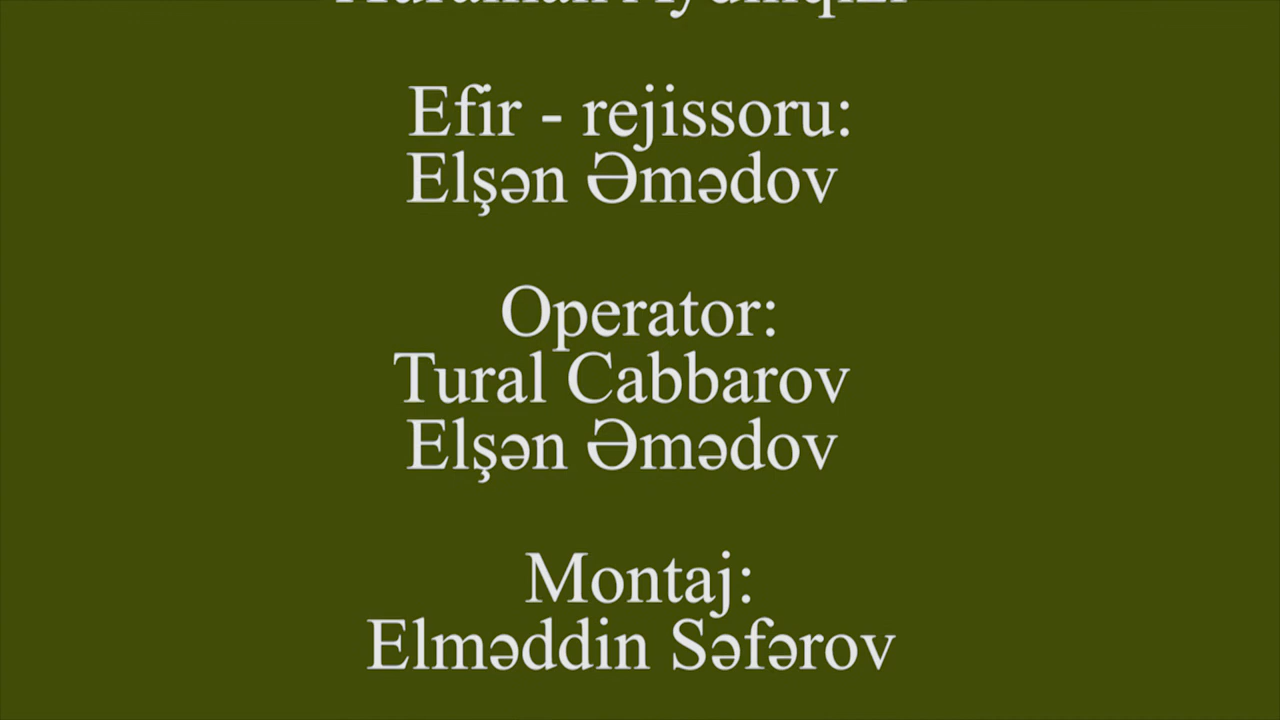 Efir - rejissoru:
Elşən Əmədov
Operator:
Tural Cabbarov
Elşən Əmədov
Montaj:
Elməddin Səfərov